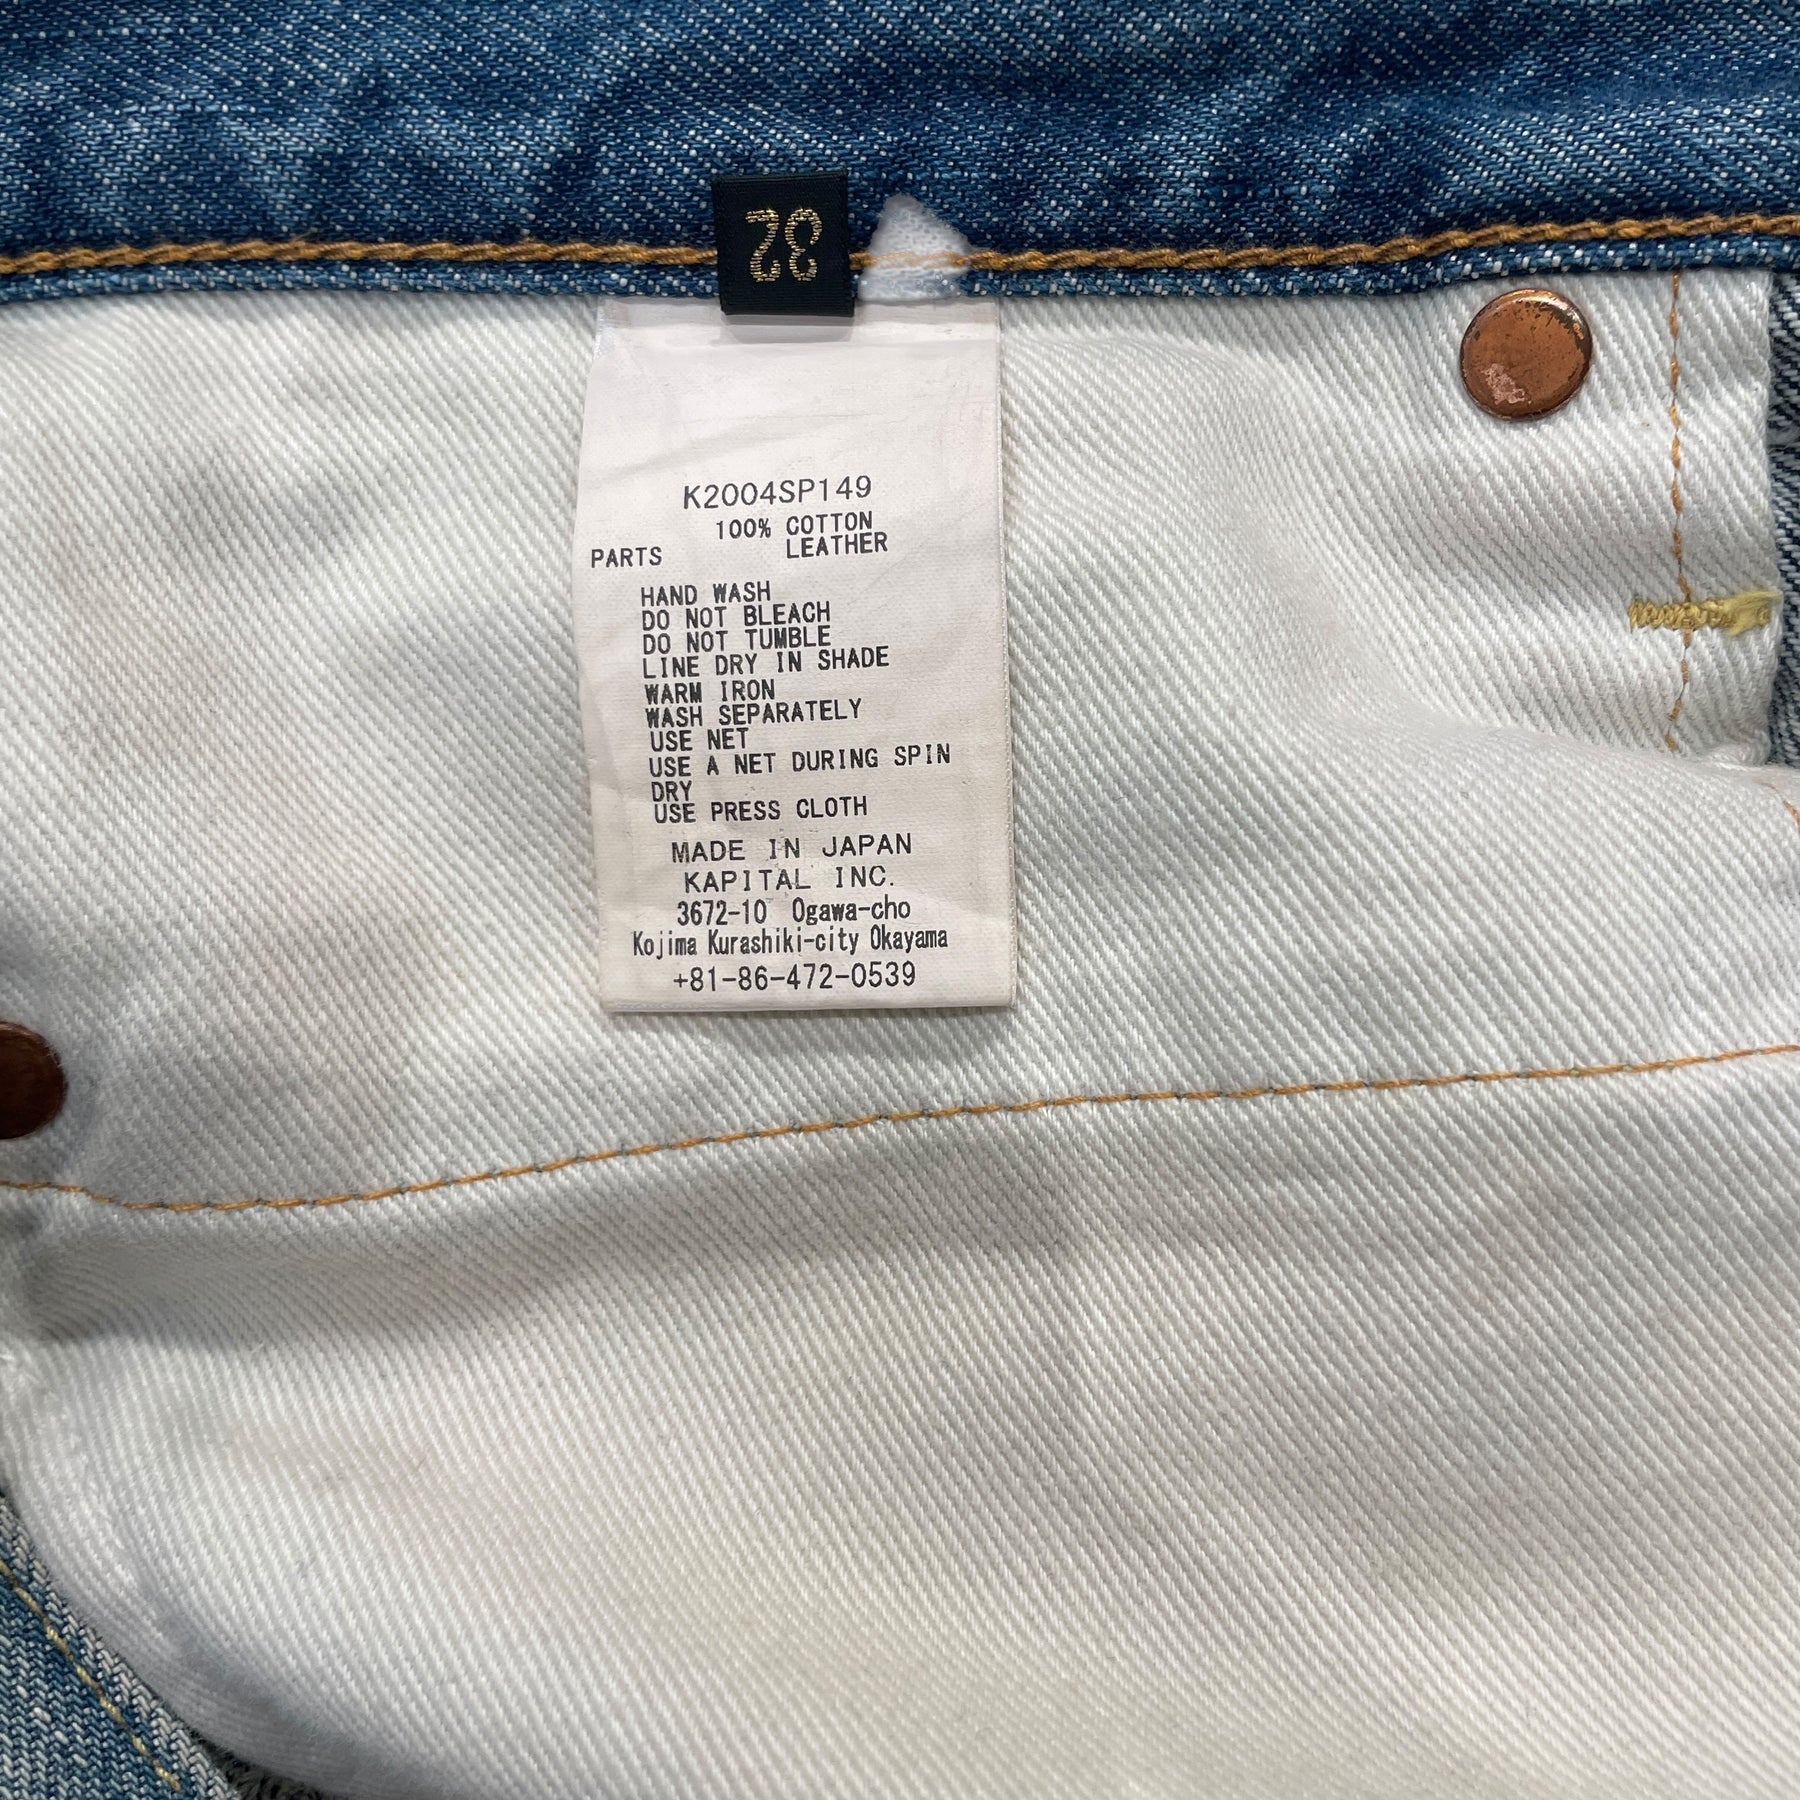 32
K2004SP149
100% COTTON
PARTS LEATHER
HAND WASH
DO NOT BLEACH
DO NOT TUMBLE
LINE DRY IN SHADE
WARM IRON
WASH SEPARATELY
USE NET
USE A NET DURING SPIN
DRY
USE PRESS CLOTH
MADE IN JAPAN
KAPITAL INC.
3672-10 Ogawa-cho
Kojima Kurashiki-city Okayama
+81-86-472-0539